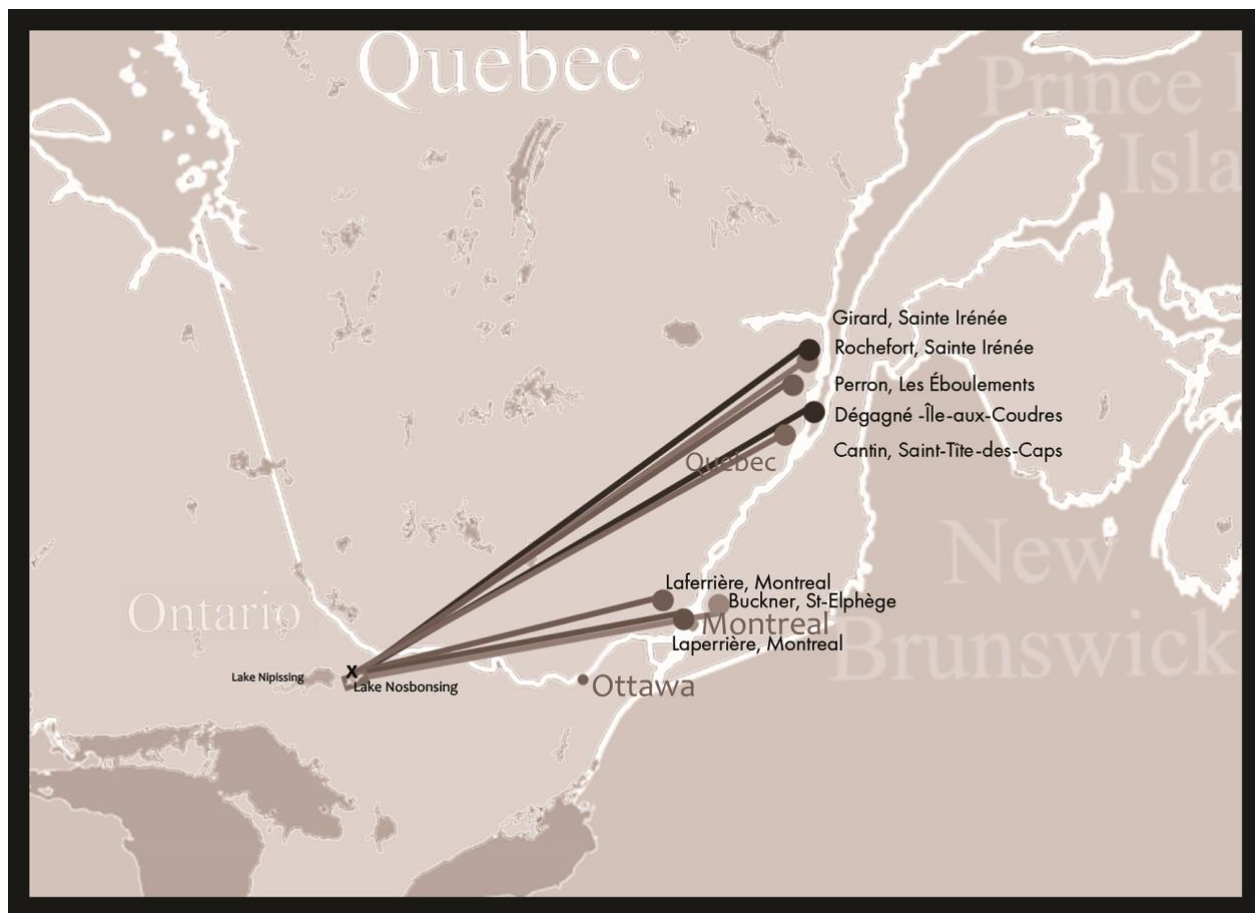 Quebec
Prince I
Isla
Girard, Sainte Irénée
Rochefort, Sainte Irénée
Perron, Les Éboulements
Dégagné -Île-aux-Coudres
Cantin, Saint-Tîte-des-Caps
Quebec
New
Brunswick
Laferrière, Montreal
Buckner, St-Elphège
Montreal
Laperrière, Montreal
Ontario
Lake Nipissing
X
Lake Nosbonsing
Ottawa